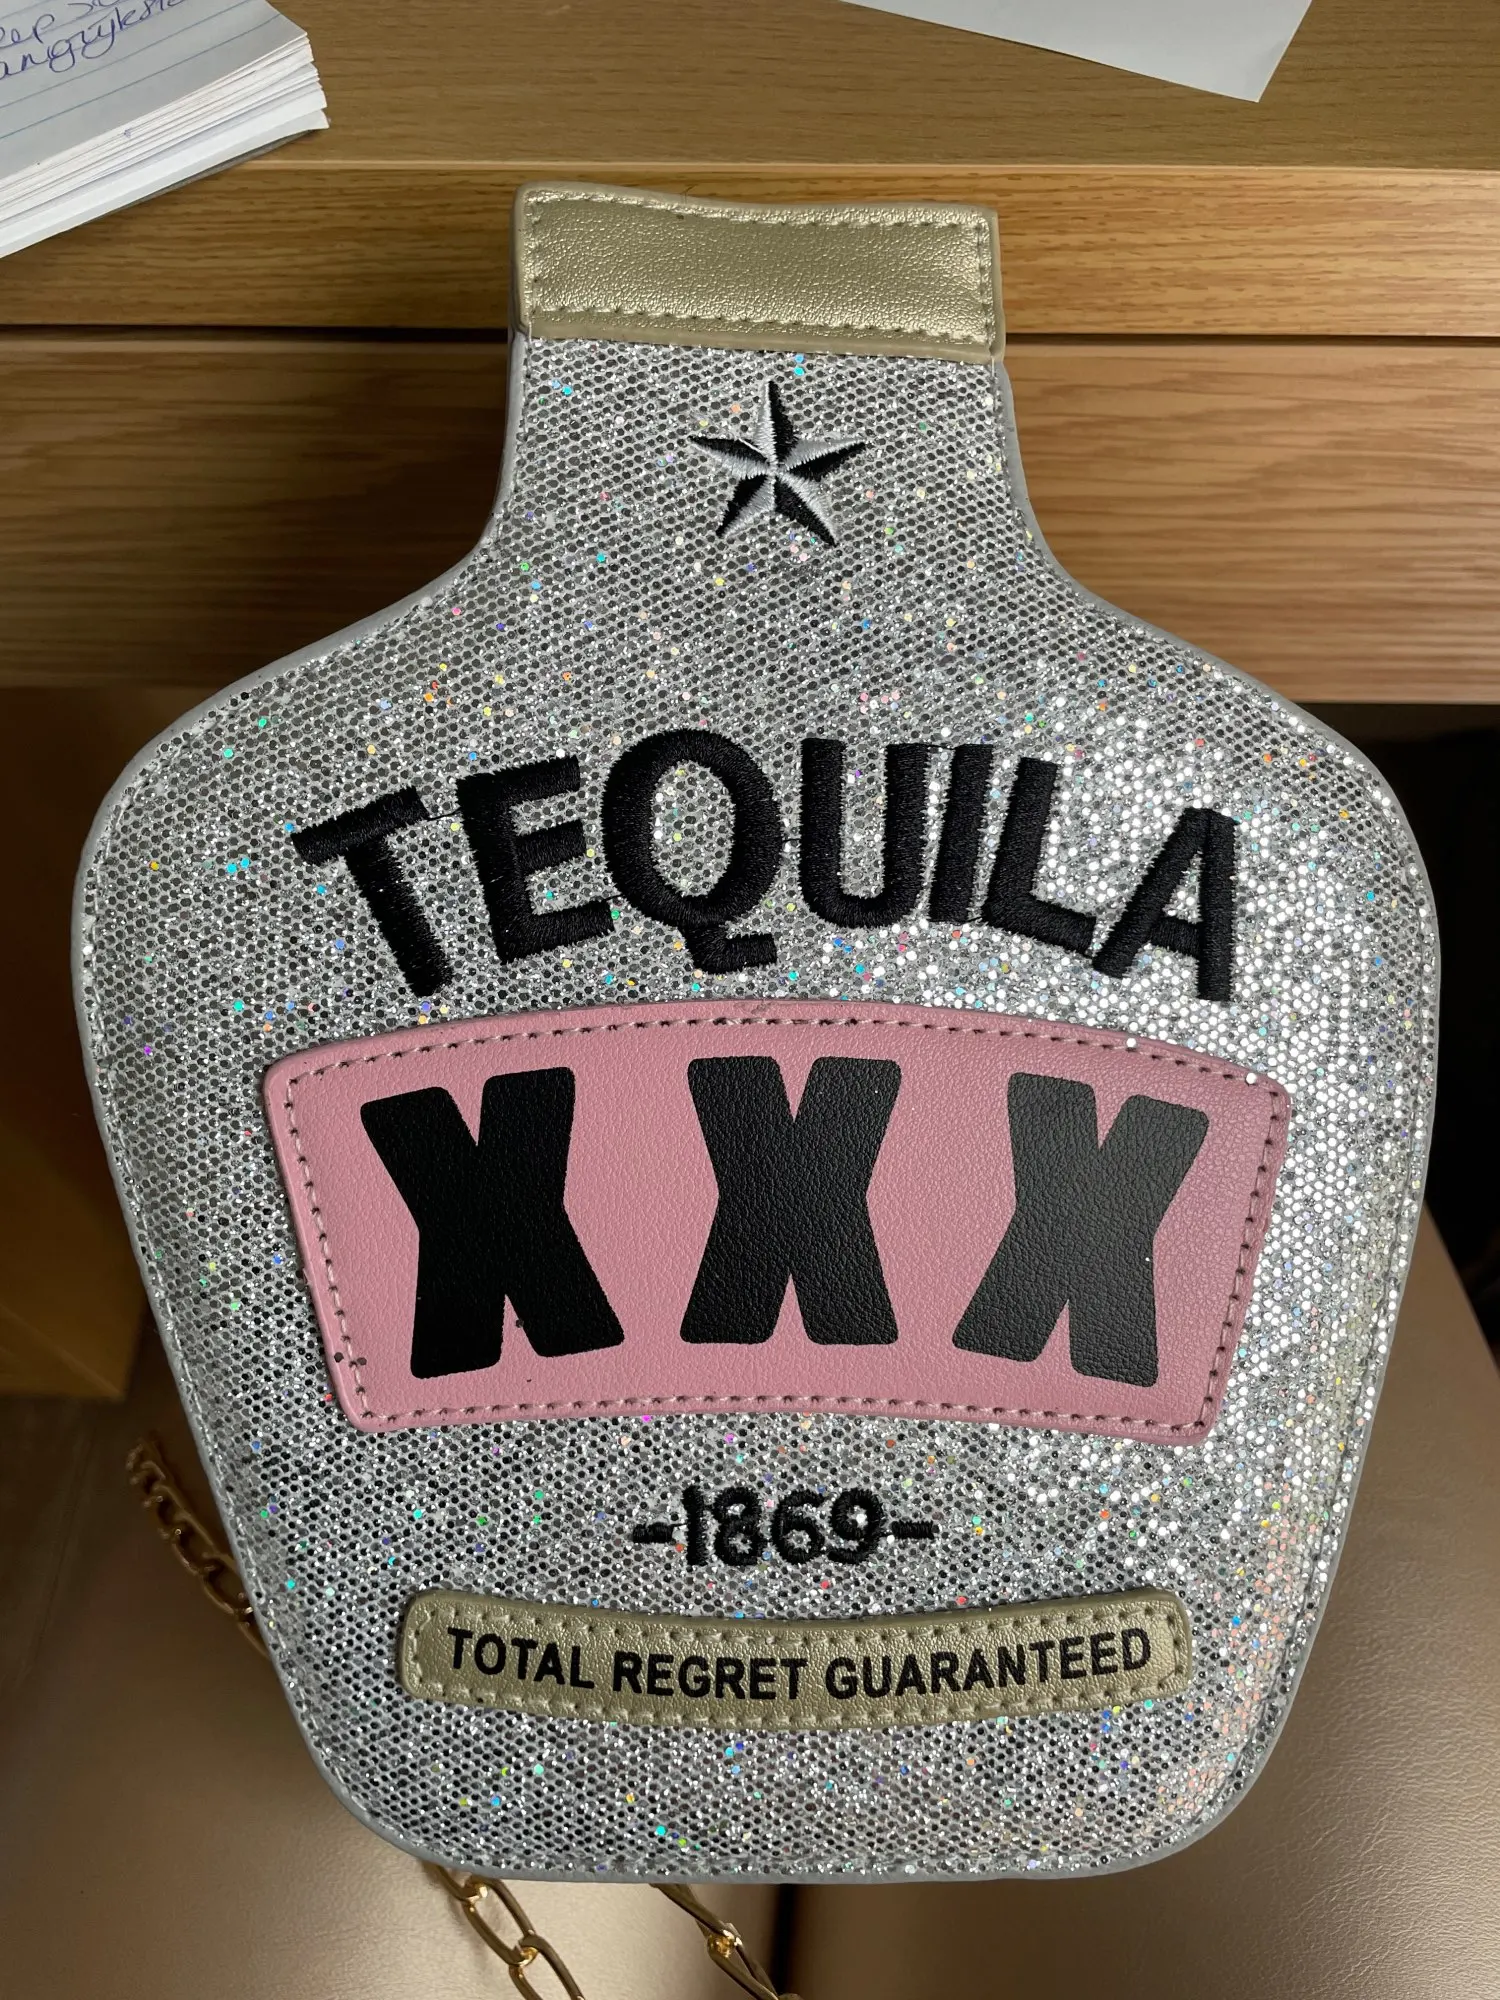 TEQUILA
XXX
-1869-
TOTAL REGRET GUARANTEED